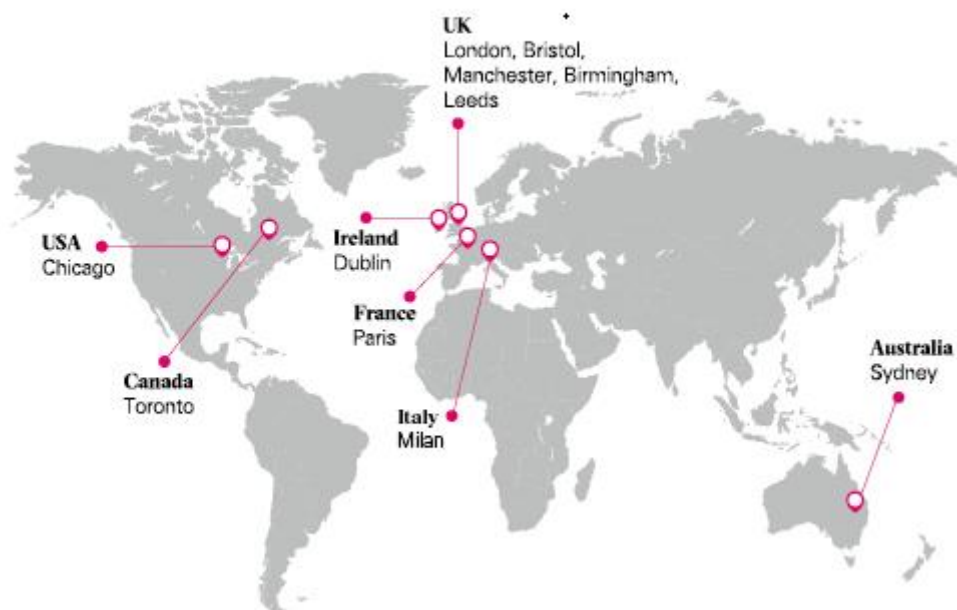 UK
London, Bristol,
Manchester, Birmingham,
Leeds
USA
Chicago
Ireland
Dublin
France
Paris
Canada
Toronto
Italy
Milan
Australia
Sydney